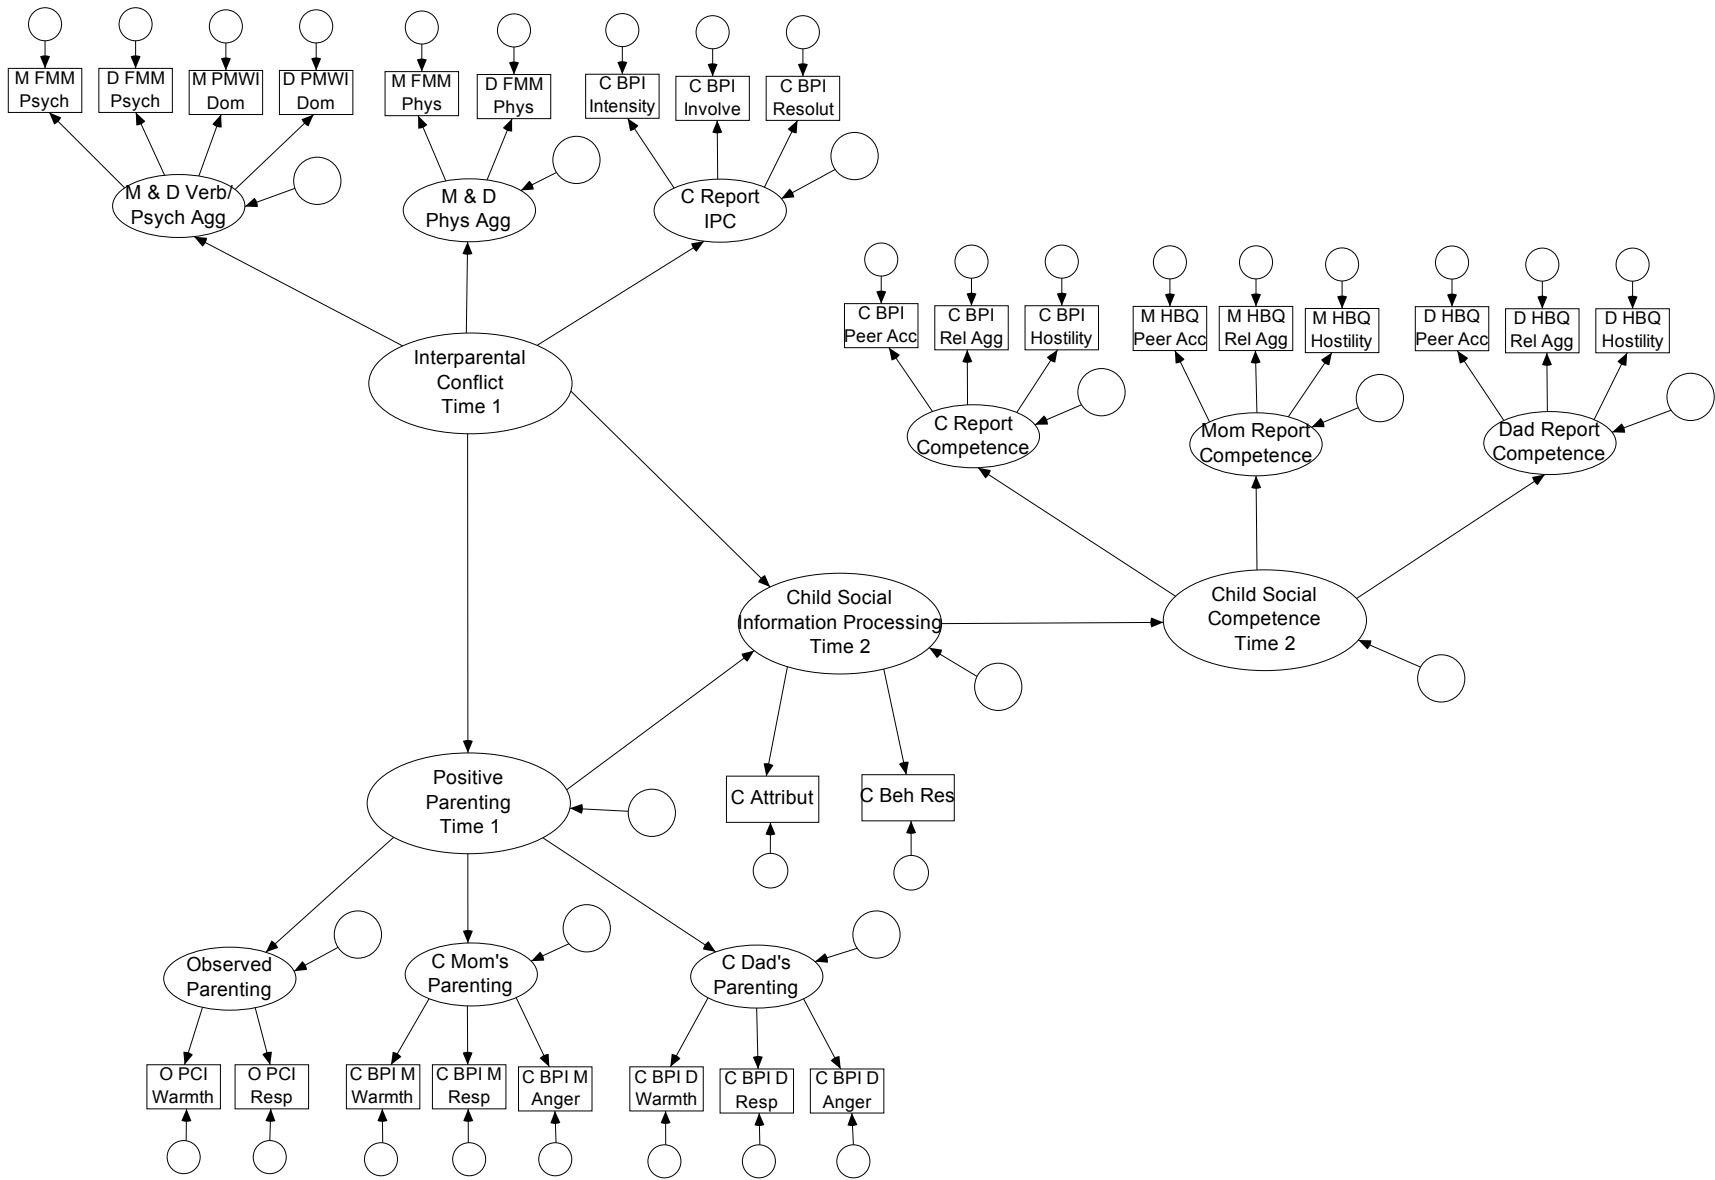 M FMM
Psych
D FMM
Psych
M PMWI
Dom
D PMWI
Dom
M FMM
Phys
D FMM
Phys
C BPI
Intensity
C BPI
Involve
C BPI
Resolut
M & D Verb/
Psych Agg
M & D
Phys Agg
C Report
IPC
Interparental
Conflict
Time 1
C BPI
Peer Acc
C BPI
Rel Agg
C BPI
Hostility
M HBQ
Peer Acc
M HBQ
Rel Agg
M HBQ
Hostility
D HBQ
Peer Acc
D HBQ
Rel Agg
D HBQ
Hostility
C Report
Competence
Mom Report
Competence
Dad Report
Competence
Child Social
Information Processing
Time 2
Child Social
Competence
Time 2
Positive
Parenting
Time 1
C Attribut
C Beh Res
Observed
Parenting
C Mom's
Parenting
C Dad's
Parenting
O PCI
Warmth
O PCI
Resp
C BPI M
Warmth
C BPI M
Resp
C BPI M
Anger
C BPI D
Warmth
C BPI D
Resp
C BPI D
Anger